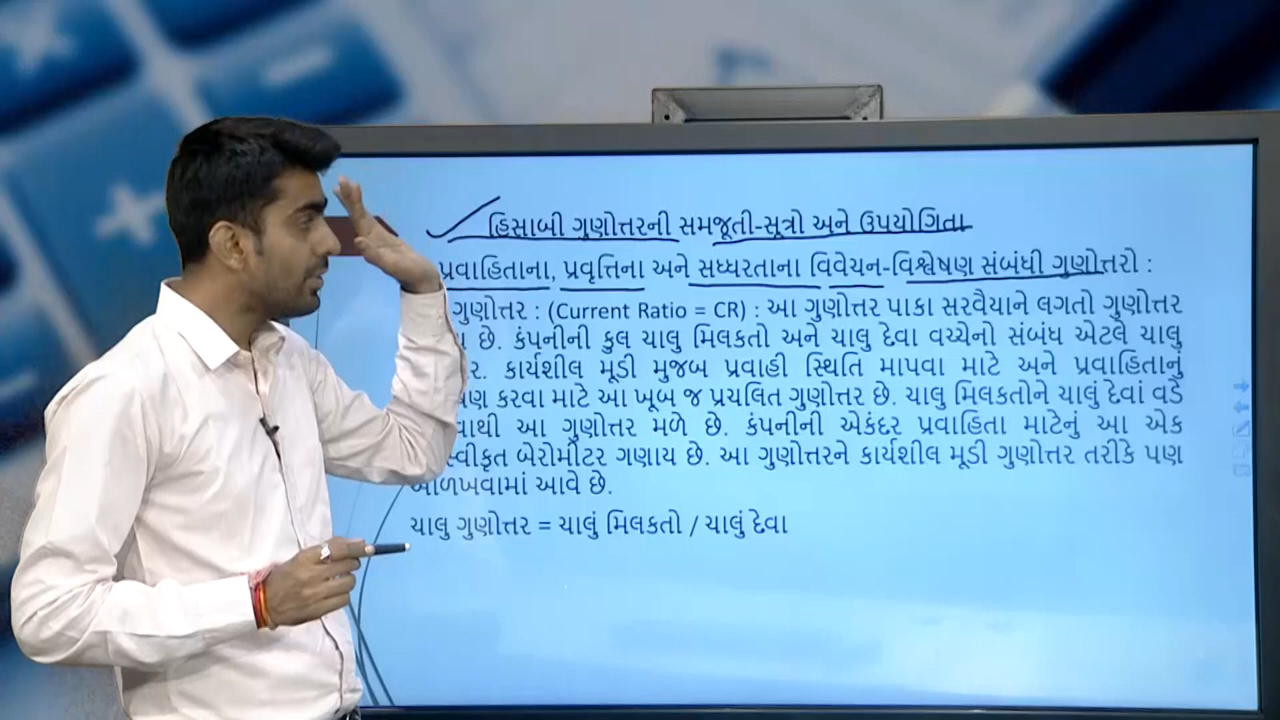 હિસાબી ગુણોત્તરની સમજૂતી-સૂત્રો અને ઉપયોગિતા
પ્રવાહિતાના, પ્રવૃત્તિના અને સધ્ધરતાના વિવેચન-વિશ્લેષણ સંબંધી ગુણોત્તરો :
ગુણોત્તર : (Current Ratio = CR) : આ ગુણોત્તર પાકા સરવૈયાને લગતો ગુણોત્તર
છે. કંપનીની કુલ ચાલુ મિલકતો અને ચાલુ દેવા વચ્ચેનો સંબંધ એટલે ચાલુ
કાર્યશીલ મૂડી મુજબ પ્રવાહી સ્થિતિ માપવા માટે અને પ્રવાહિતાનું
કરવા માટે આ ખૂબ જ પ્રચલિત ગુણોત્તર છે. ચાલુ મિલકતોને ચાલું દેવાં વડે
આ ગુણોત્તર મળે છે. કંપનીની એકંદર પ્રવાહિતા માટેનું આ એક
બેરોમીટર ગણાય છે. આ ગુણોત્તરને કાર્યશીલ મૂડી ગુણોત્તર તરીકે પણ
ઓળખવામાં આવે છે.
ચાલુ ગુણોત્તર = ચાલું મિલકતો / ચાલું દેવા